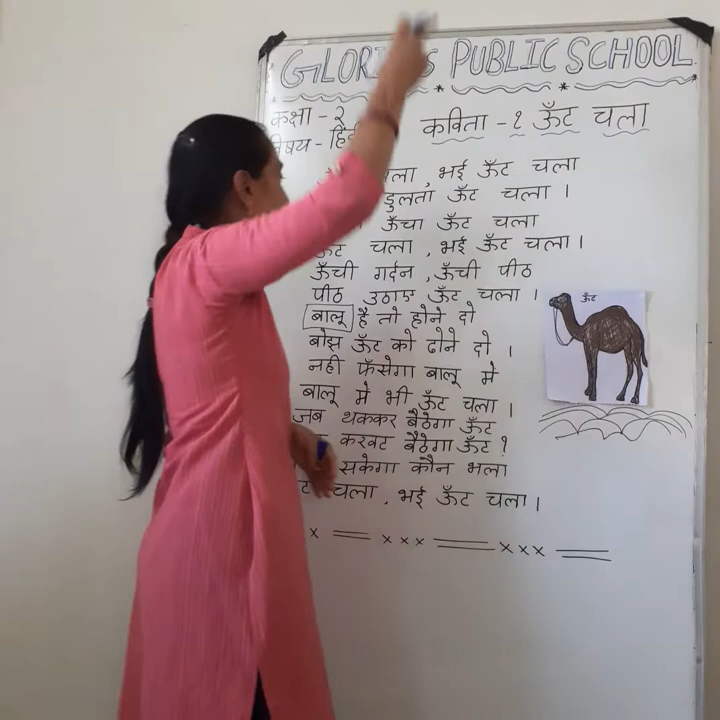 PUBLIC SCHOOL
कक्षा - २
कविता - १ ऊँट चला
विषय -
भई ऊँट चला
डुलता ऊँट चला ।
ऊँचा ऊँट चला
ऊँट चला , भई ऊँट चला ।
ऊँची गर्दन , ऊँची पीठ
पीठ उठाए ऊँट चला ।
ऊँट
बालू है तो होने दो
बोझ ऊँट को ढोने दो ।
नही फँसेगा बालू मे
बालू मे भी ऊँट चला ।
जब थककर बैठेगा ऊँट
करवट बैठेगा ऊँट ?
सकेगा कौन भला
चला , भई ऊँट चला ।
x == x x x == x x x ==